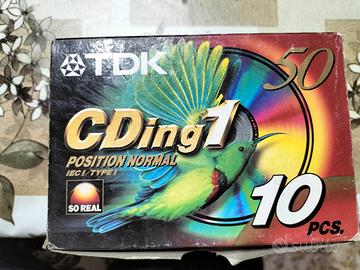 TDK
50
CDing1
POSITION NORMAL
IEC I / TYPE I
SO REAL
10 PCS.